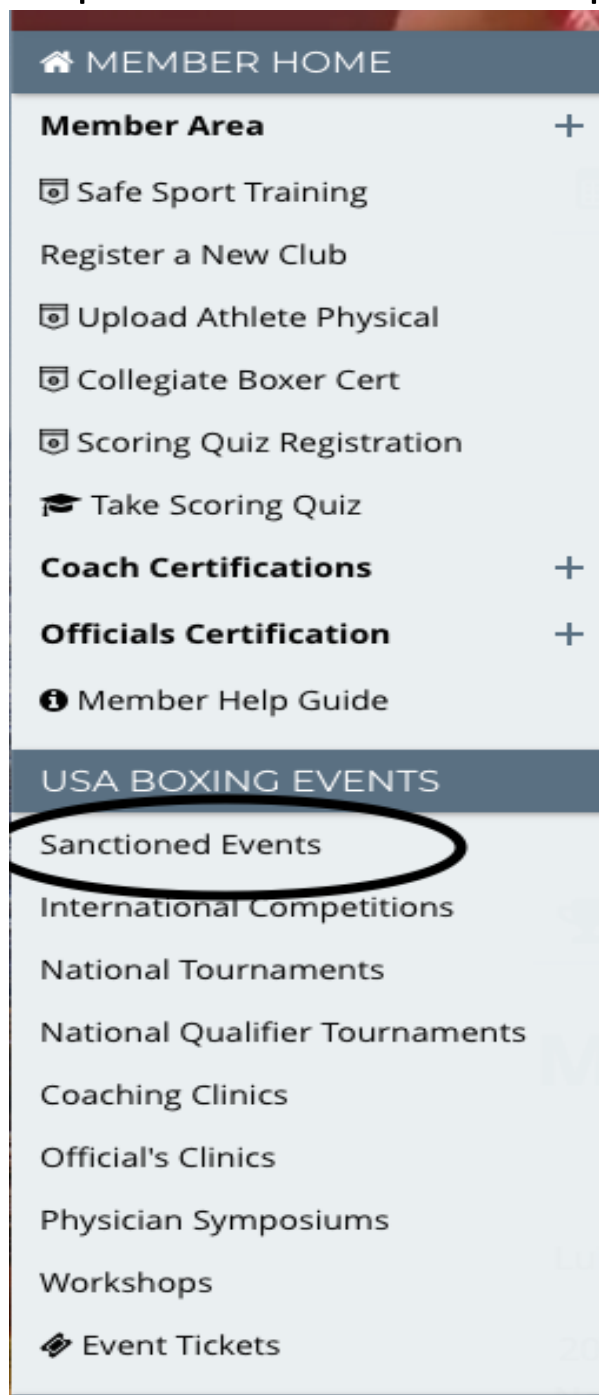 MEMBER HOME
Member Area +
Safe Sport Training
Register a New Club
Upload Athlete Physical
Collegiate Boxer Cert
Scoring Quiz Registration
Take Scoring Quiz
Coach Certifications +
Officials Certification +
Member Help Guide
USA BOXING EVENTS
Sanctioned Events
International Competitions
National Tournaments
National Qualifier Tournaments
Coaching Clinics
Official's Clinics
Physician Symposiums
Workshops
Event Tickets